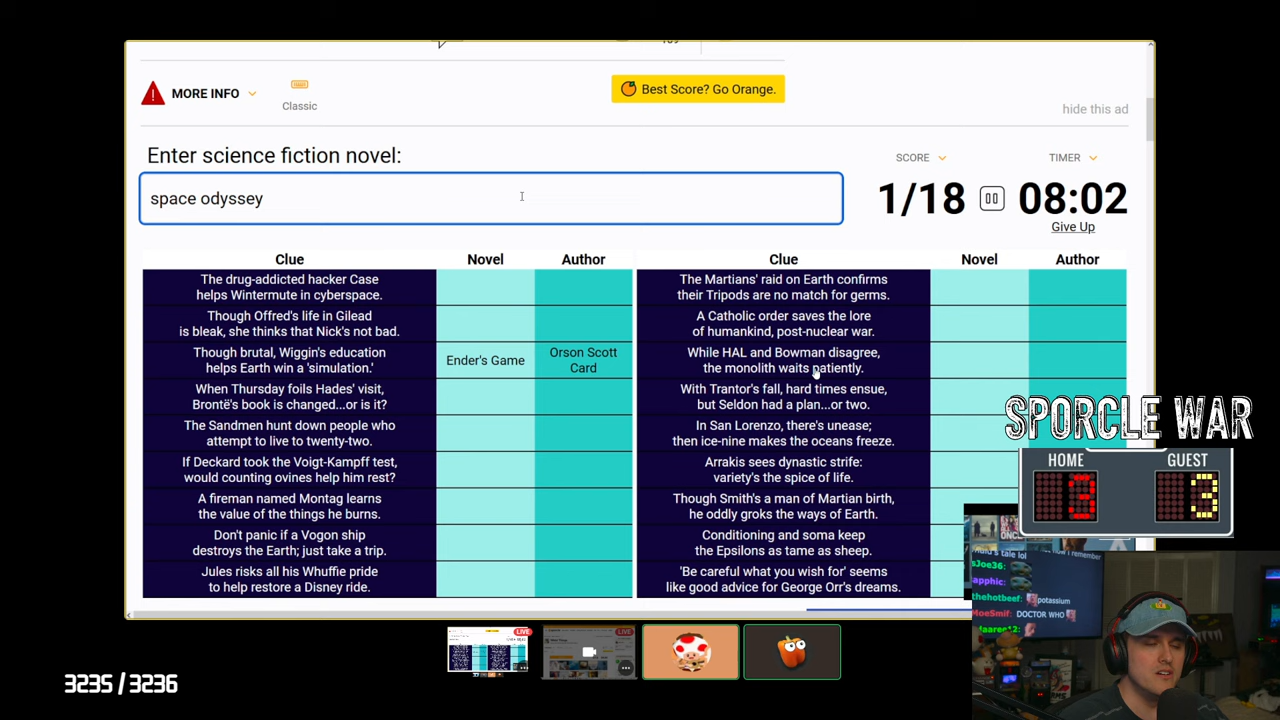 MORE INFO
Classic
Best Score? Go Orange.
hide this ad
Enter science fiction novel:
space odyssey
SCORE
1/18
TIMER
08:02
Give Up
Clue Novel Author Clue Novel Author
The drug-addicted hacker Case
helps Wintermute in cyberspace.
Though Offred's life in Gilead
is bleak, she thinks that Nick's not bad.
Though brutal, Wiggin's education
helps Earth win a 'simulation.'
Ender's Game
Orson Scott
Card
When Thursday foils Hades' visit,
Brontë's book is changed...or is it?
The Sandmen hunt down people who
attempt to live to twenty-two.
If Deckard took the Voigt-Kampff test,
would counting ovines help him rest?
A fireman named Montag learns
the value of the things he burns.
Don't panic if a Vogon ship
destroys the Earth; just take a trip.
Jules risks all his Whuffie pride
to help restore a Disney ride.
The Martians' raid on Earth confirms
their Tripods are no match for germs.
A Catholic order saves the lore
of humankind, post-nuclear war.
While HAL and Bowman disagree,
the monolith waits patiently.
With Trantor's fall, hard times ensue,
but Seldon had a plan...or two.
In San Lorenzo, there's unease;
then ice-nine makes the oceans freeze.
Arrakis sees dynastic strife:
variety's the spice of life.
Though Smith's a man of Martian birth,
he oddly groks the ways of Earth.
Conditioning and soma keep
the Epsilons as tame as sheep.
'Be careful what you wish for' seems
like good advice for George Orr's dreams.
SPORCLE WAR
HOME GUEST
3 3
potassium
DOCTOR WHO
LIVE
LIVE
3235 / 3236